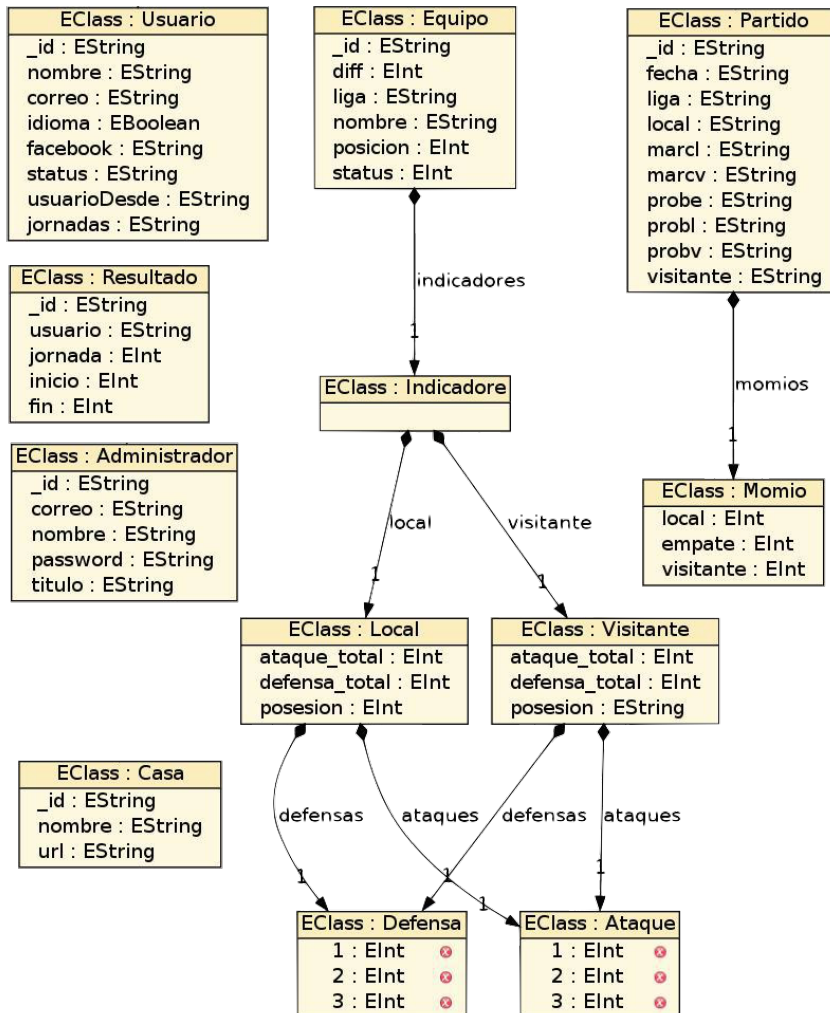 EClass : Usuario
_id : EString
nombre : EString
correo : EString
idioma : EBoolean
facebook : EString
status : EString
usuarioDesde : EString
jornadas : EString
EClass : Equipo
_id : EString
diff : EInt
liga : EString
nombre : EString
posicion : EInt
status : EInt
EClass : Partido
_id : EString
fecha : EString
liga : EString
local : EString
marcl : EString
marcv : EString
probe : EString
probl : EString
probv : EString
visitante : EString
EClass : Resultado
_id : EString
usuario : EString
jornada : EInt
inicio : EInt
fin : EInt
indicadores
1
momios
1
EClass : Indicadore
EClass : Administrador
_id : EString
correo : EString
nombre : EString
password : EString
titulo : EString
EClass : Momio
local : EInt
empate : EInt
visitante : EInt
local
1
visitante
1
EClass : Local
ataque_total : EInt
defensa_total : EInt
posesion : EInt
EClass : Visitante
ataque_total : EInt
defensa_total : EInt
posesion : EString
EClass : Casa
_id : EString
nombre : EString
url : EString
defensas
ataques
defensas
ataques
1
1
1
1
EClass : Defensa
1 : EInt
2 : EInt
3 : EInt
EClass : Ataque
1 : EInt
2 : EInt
3 : EInt